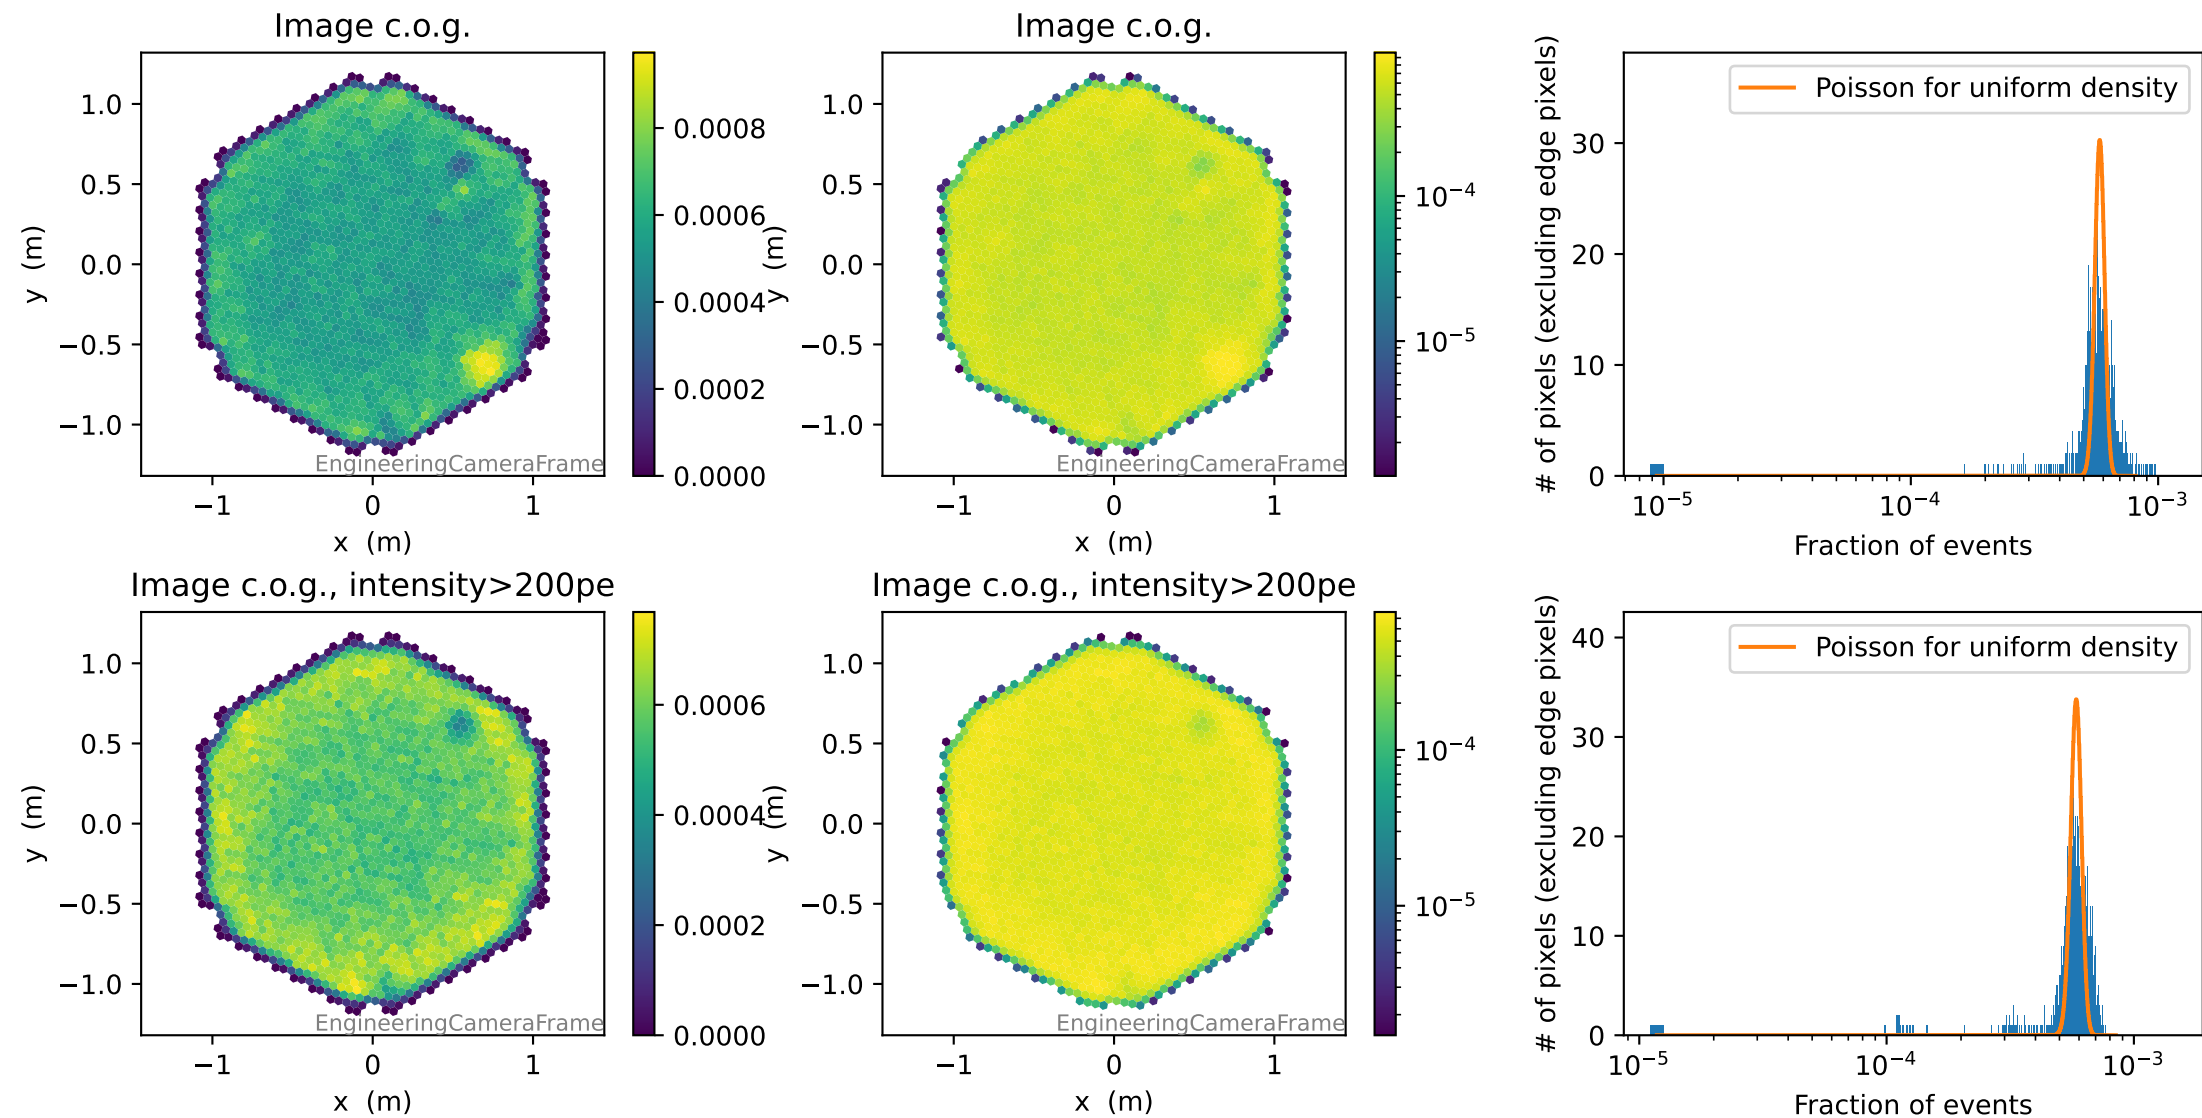 Image c.o.g.
1.0
0.5
0.0
−0.5
−1.0
y (m)
−1 0 1
x (m)
EngineeringCameraFrame
0.0008
0.0006
0.0004
0.0002
0.0000
Image c.o.g.
1.0
0.5
0.0
−0.5
−1.0
y (m)
−1 0 1
x (m)
EngineeringCameraFrame
10−4
10−5
# of pixels (excluding edge pixels)
30
20
10
0
Poisson for uniform density
10−5 10−4 10−3
Fraction of events
Image c.o.g., intensity>200pe
1.0
0.5
0.0
−0.5
−1.0
y (m)
−1 0 1
x (m)
EngineeringCameraFrame
0.0006
0.0004
0.0002
0.0000
Image c.o.g., intensity>200pe
1.0
0.5
0.0
−0.5
−1.0
y (m)
−1 0 1
x (m)
EngineeringCameraFrame
10−4
10−5
# of pixels (excluding edge pixels)
40
30
20
10
0
Poisson for uniform density
10−5 10−4 10−3
Fraction of events